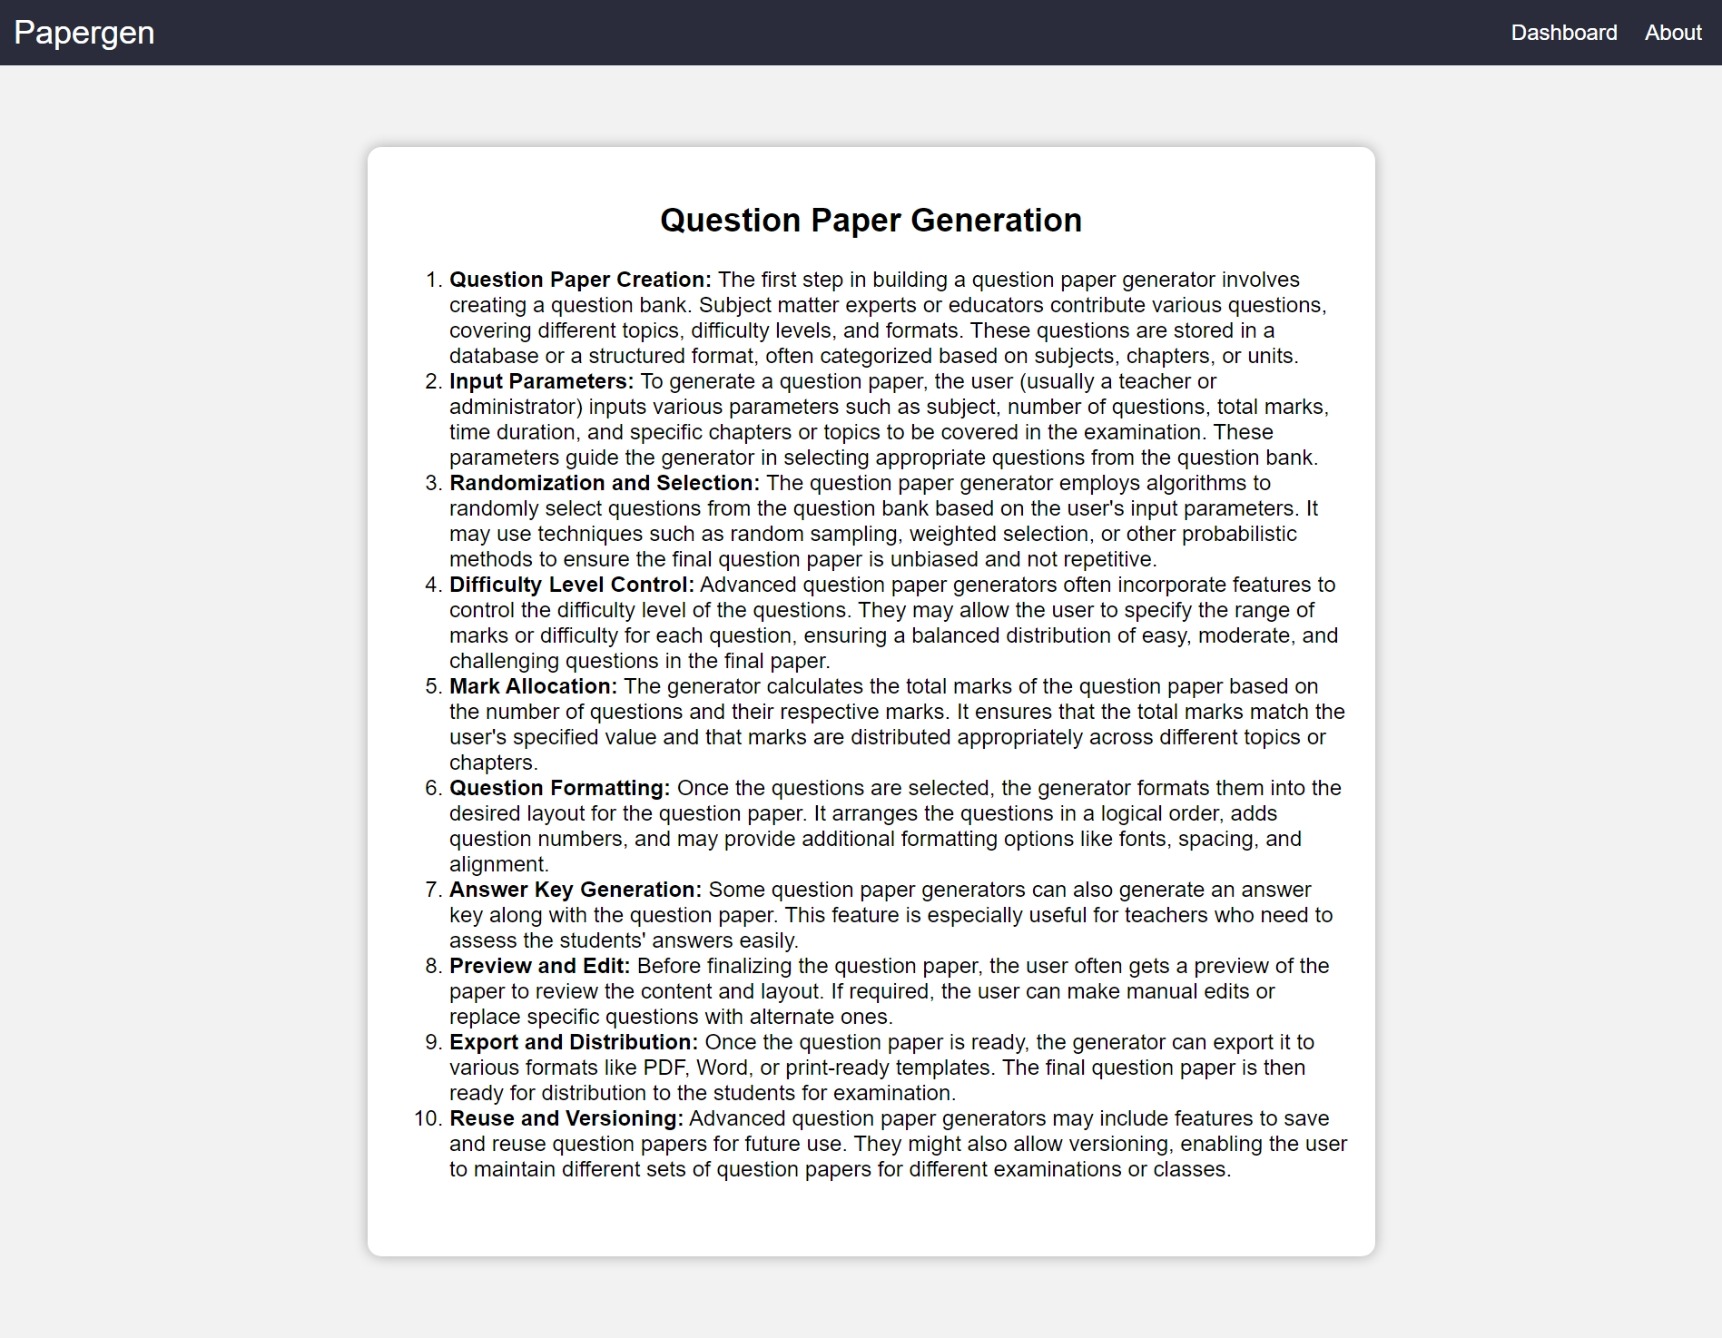 Papergen
Dashboard About
Question Paper Generation
1. Question Paper Creation: The first step in building a question paper generator involves
creating a question bank. Subject matter experts or educators contribute various questions,
covering different topics, difficulty levels, and formats. These questions are stored in a
database or a structured format, often categorized based on subjects, chapters, or units.
2. Input Parameters: To generate a question paper, the user (usually a teacher or
administrator) inputs various parameters such as subject, number of questions, total marks,
time duration, and specific chapters or topics to be covered in the examination. These
parameters guide the generator in selecting appropriate questions from the question bank.
3. Randomization and Selection: The question paper generator employs algorithms to
randomly select questions from the question bank based on the user's input parameters. It
may use techniques such as random sampling, weighted selection, or other probabilistic
methods to ensure the final question paper is unbiased and not repetitive.
4. Difficulty Level Control: Advanced question paper generators often incorporate features to
control the difficulty level of the questions. They may allow the user to specify the range of
marks or difficulty for each question, ensuring a balanced distribution of easy, moderate, and
challenging questions in the final paper.
5. Mark Allocation: The generator calculates the total marks of the question paper based on
the number of questions and their respective marks. It ensures that the total marks match the
user's specified value and that marks are distributed appropriately across different topics or
chapters.
6. Question Formatting: Once the questions are selected, the generator formats them into the
desired layout for the question paper. It arranges the questions in a logical order, adds
question numbers, and may provide additional formatting options like fonts, spacing, and
alignment.
7. Answer Key Generation: Some question paper generators can also generate an answer
key along with the question paper. This feature is especially useful for teachers who need to
assess the students' answers easily.
8. Preview and Edit: Before finalizing the question paper, the user often gets a preview of the
paper to review the content and layout. If required, the user can make manual edits or
replace specific questions with alternate ones.
9. Export and Distribution: Once the question paper is ready, the generator can export it to
various formats like PDF, Word, or print-ready templates. The final question paper is then
ready for distribution to the students for examination.
10. Reuse and Versioning: Advanced question paper generators may include features to save
and reuse question papers for future use. They might also allow versioning, enabling the user
to maintain different sets of question papers for different examinations or classes.